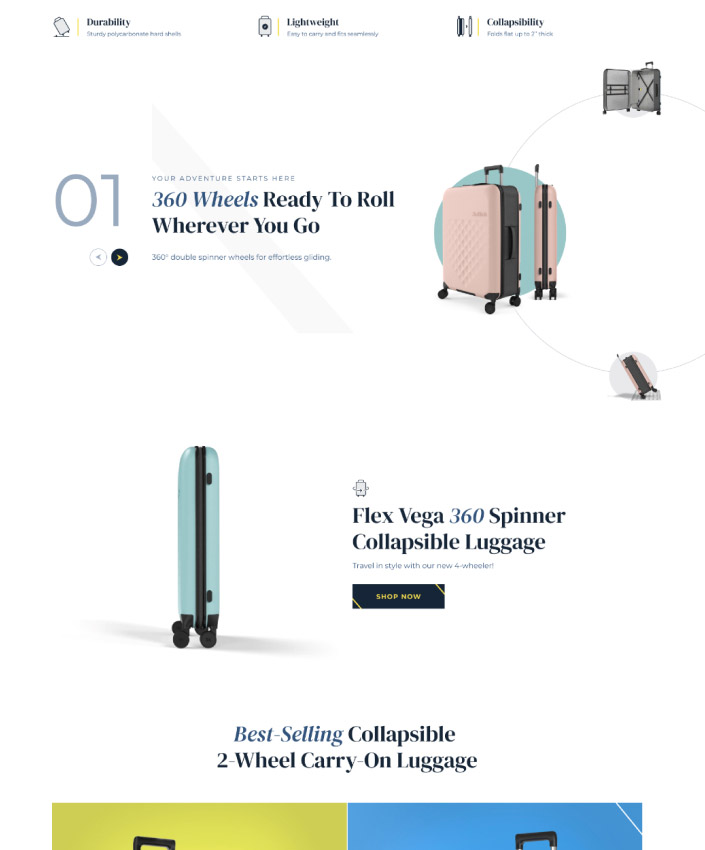 Durability
Sturdy polycarbonate hard shells
Lightweight
Easy to carry and fits seamlessly
Collapsibility
Folds flat up to 2" thick
01
YOUR ADVENTURE STARTS HERE
360 Wheels Ready To Roll
Wherever You Go
360° double spinner wheels for effortless gliding.
Flex Vega 360 Spinner
Collapsible Luggage
Travel in style with our new 4-wheeler!
SHOP NOW
Best-Selling Collapsible
2-Wheel Carry-On Luggage